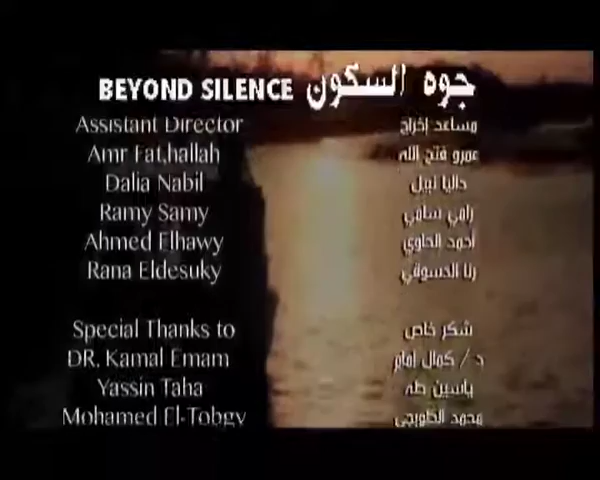 BEYOND SILENCE جوه السكون
Assistant Director مساعد إخراج
Amr Fat,hallah عمرو فتح الله
Dalia Nabil داليا نبيل
Ramy Samy رامي سامي
Ahmed Elhawy أحمد الحاوي
Rana Eldesuky رنا الدسوقي
Special Thanks to شكر خاص
DR. Kamal Emam د / كمال إمام
Yassin Taha ياسين طه
Mohamed El-Tobgy محمد الطوبجي